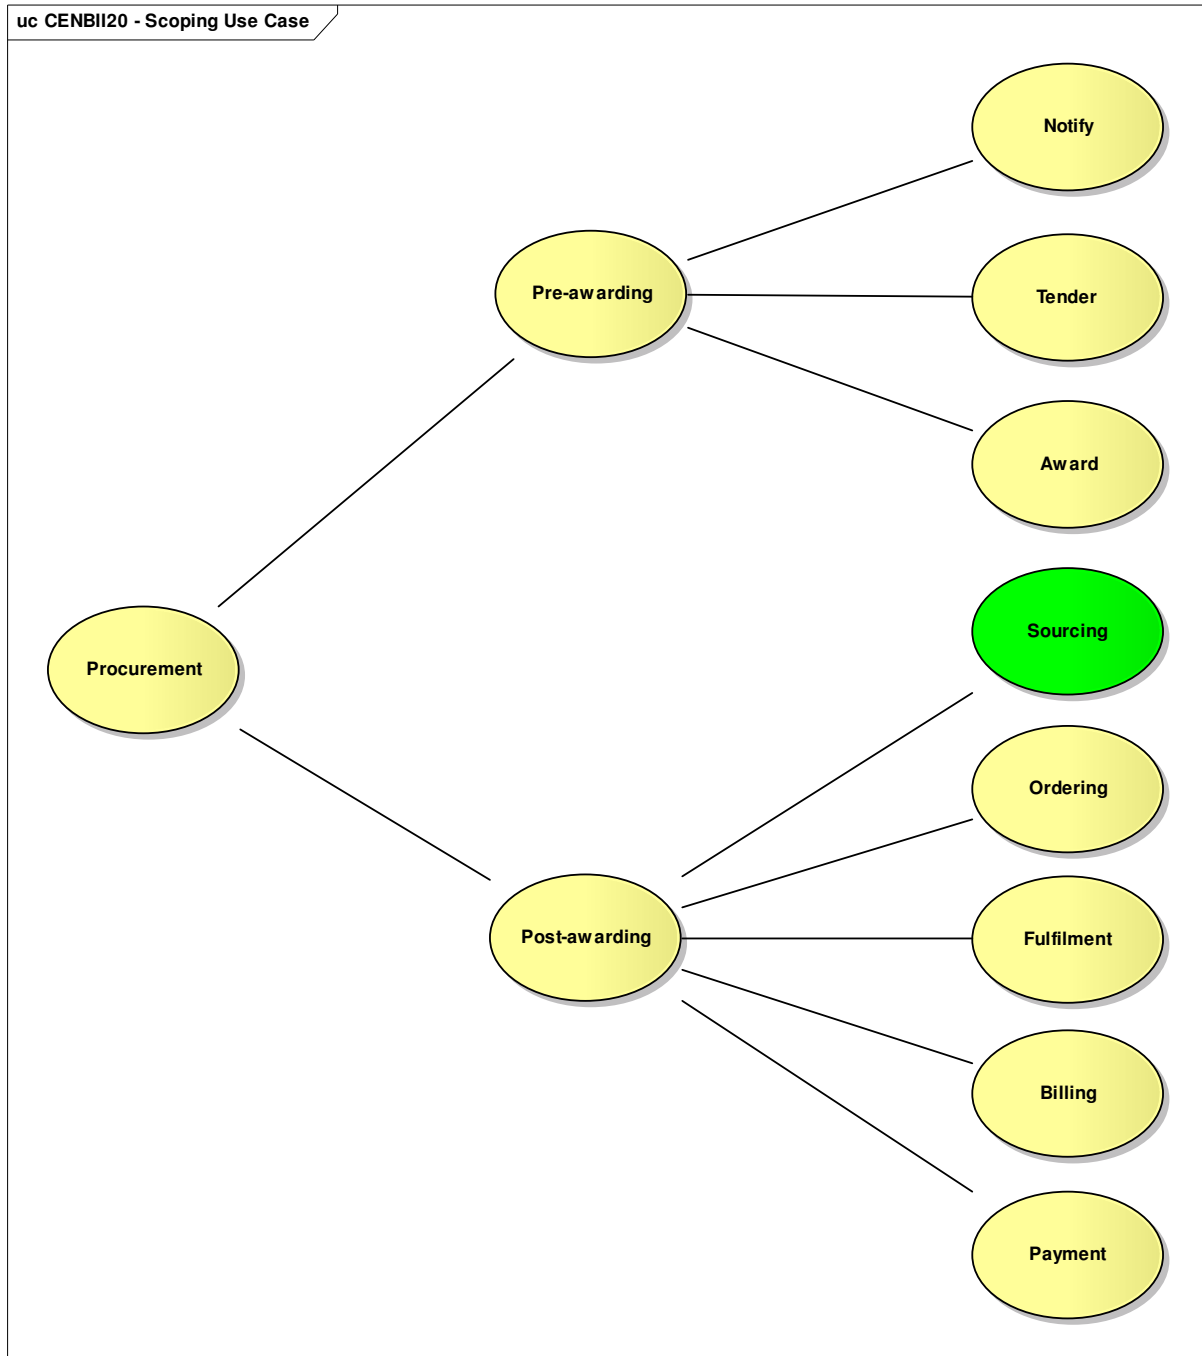 uc CENBII20 - Scoping Use Case
Notify
Pre-awarding
Tender
Award
Sourcing
Procurement
Ordering
Post-awarding
Fulfilment
Billing
Payment